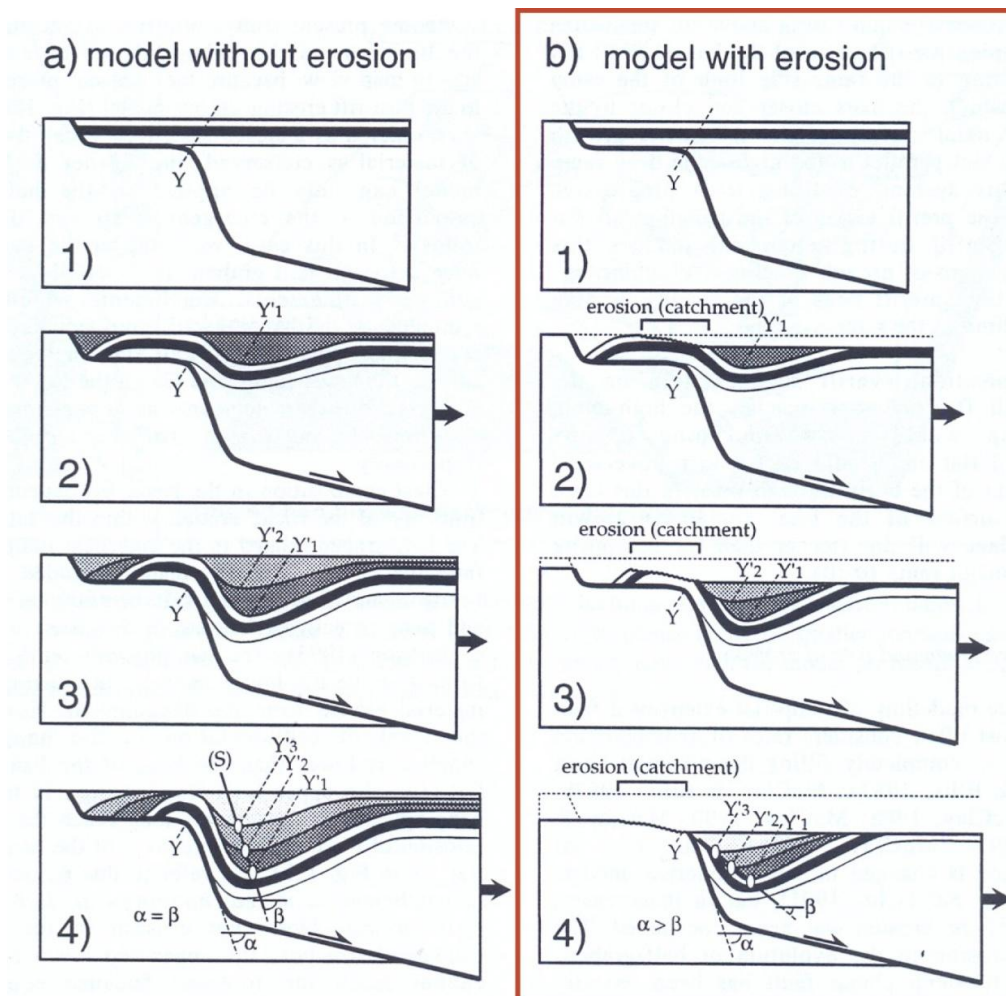 a) model without erosion
Y
1)
Y'1
Y
2)
Y'2
Y'1
Y
3)
(S)
Y'3
Y'2
Y'1
Y
α = β
β
α
4)
b) model with erosion
Y
1)
erosion (catchment)
Y'1
Y
2)
erosion (catchment)
Y'2
Y'1
Y
3)
erosion (catchment)
Y'3
Y'2
Y'1
Y
α > β
β
α
4)